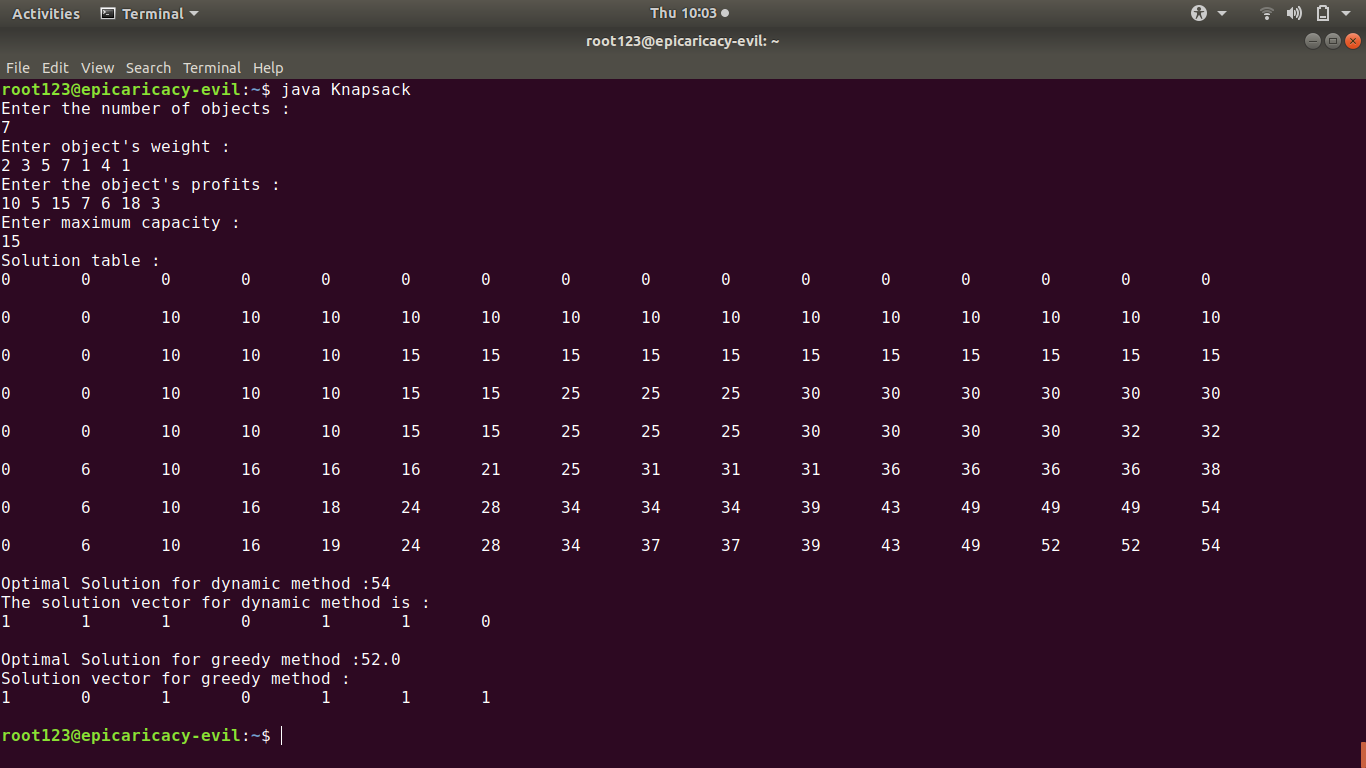 Activities Terminal Thu 10:03
root123@epicaricacy-evil: ~
File Edit View Search Terminal Help
root123@epicaricacy-evil:~$ java Knapsack
Enter the number of objects :
7
Enter object's weight :
2 3 5 7 1 4 1
Enter the object's profits :
10 5 15 7 6 18 3
Enter maximum capacity :
15
Solution table :
0 0 0 0 0 0 0 0 0 0 0 0 0 0 0 0
0 0 10 10 10 10 10 10 10 10 10 10 10 10 10 10
0 0 10 10 10 15 15 15 15 15 15 15 15 15 15 15
0 0 10 10 10 15 15 25 25 25 30 30 30 30 30 30
0 0 10 10 10 15 15 25 25 25 30 30 30 30 32 32
0 6 10 16 16 16 21 25 31 31 31 36 36 36 36 38
0 6 10 16 18 24 28 34 34 34 39 43 49 49 49 54
0 6 10 16 19 24 28 34 37 37 39 43 49 52 52 54
Optimal Solution for dynamic method :54
The solution vector for dynamic method is :
1 1 1 0 1 1 0
Optimal Solution for greedy method :52.0
Solution vector for greedy method :
1 0 1 0 1 1 1
root123@epicaricacy-evil:~$